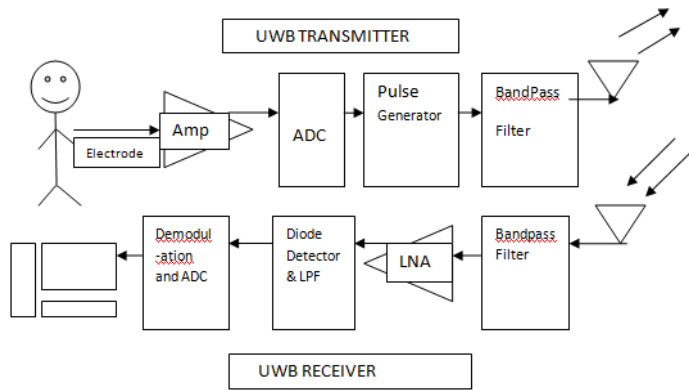 UWB TRANSMITTER
Electrode
Amp
ADC
Pulse
Generator
BandPass
Filter
Demodul
-ation
and ADC
Diode
Detector
& LPF
LNA
Bandpass
Filter
UWB RECEIVER